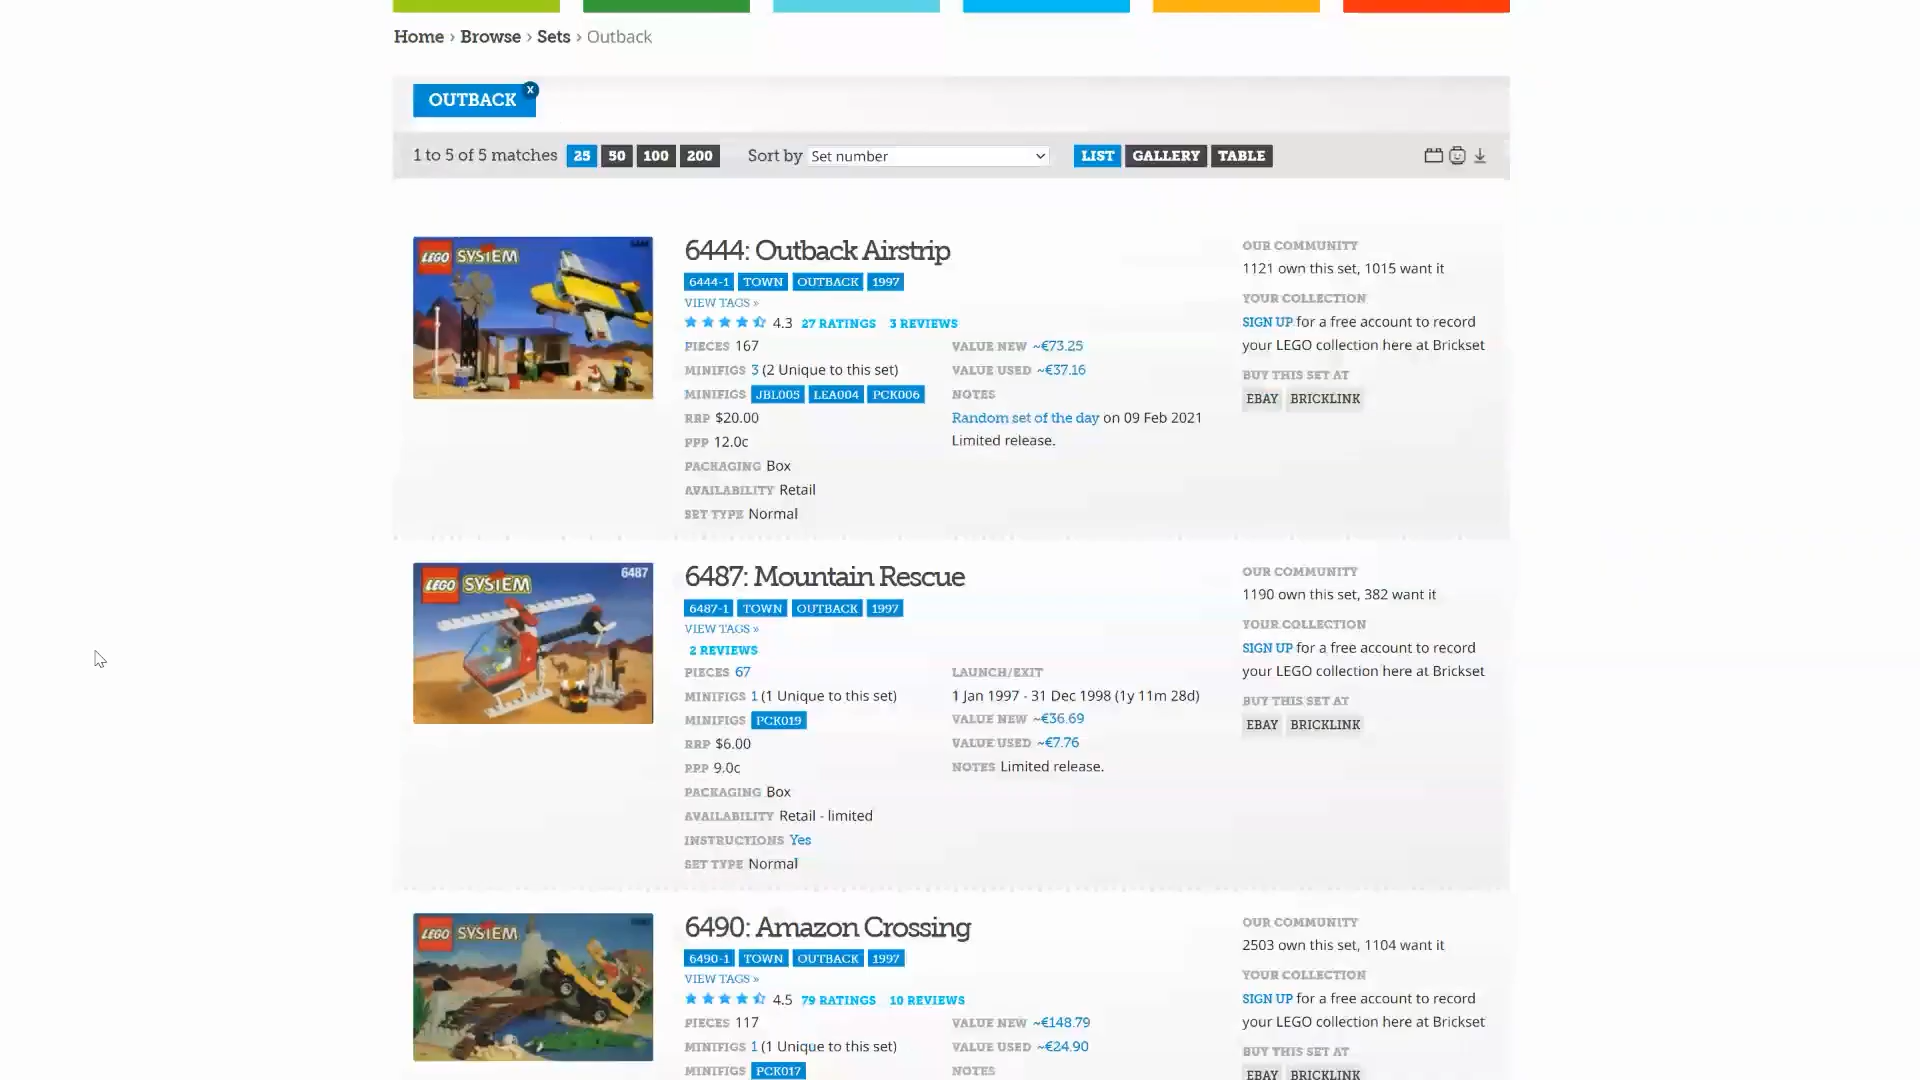 Home › Browse › Sets › Outback
OUTBACK x
1 to 5 of 5 matches 25 50 100 200 Sort by Set number LIST GALLERY TABLE
LEGO SYSTEM
6444: Outback Airstrip
6444-1 TOWN OUTBACK 1997
VIEW TAGS »
4.3 27 RATINGS 3 REVIEWS
PIECES 167
MINIFIGS 3 (2 Unique to this set)
MINIFIGS JBL005 LEA004 PCK006
RRP $20.00
PPP 12.0c
PACKAGING Box
AVAILABILITY Retail
SET TYPE Normal
VALUE NEW ~€73.25
VALUE USED ~€37.16
NOTES
Random set of the day on 09 Feb 2021
Limited release.
OUR COMMUNITY
1121 own this set, 1015 want it
YOUR COLLECTION
SIGN UP for a free account to record
your LEGO collection here at Brickset
BUY THIS SET AT
EBAY BRICKLINK
LEGO SYSTEM 6487
6487: Mountain Rescue
6487-1 TOWN OUTBACK 1997
VIEW TAGS »
2 REVIEWS
PIECES 67
MINIFIGS 1 (1 Unique to this set)
MINIFIGS PCK019
RRP $6.00
PPP 9.0c
PACKAGING Box
AVAILABILITY Retail - limited
INSTRUCTIONS Yes
SET TYPE Normal
LAUNCH/EXIT
1 Jan 1997 - 31 Dec 1998 (1y 11m 28d)
VALUE NEW ~€36.69
VALUE USED ~€7.76
NOTES Limited release.
OUR COMMUNITY
1190 own this set, 382 want it
YOUR COLLECTION
SIGN UP for a free account to record
your LEGO collection here at Brickset
BUY THIS SET AT
EBAY BRICKLINK
LEGO SYSTEM
6490: Amazon Crossing
6490-1 TOWN OUTBACK 1997
VIEW TAGS »
4.5 79 RATINGS 10 REVIEWS
PIECES 117
MINIFIGS 1 (1 Unique to this set)
MINIFIGS PCK017
VALUE NEW ~€148.79
VALUE USED ~€24.90
NOTES
OUR COMMUNITY
2503 own this set, 1104 want it
YOUR COLLECTION
SIGN UP for a free account to record
your LEGO collection here at Brickset
BUY THIS SET AT
EBAY BRICKLINK